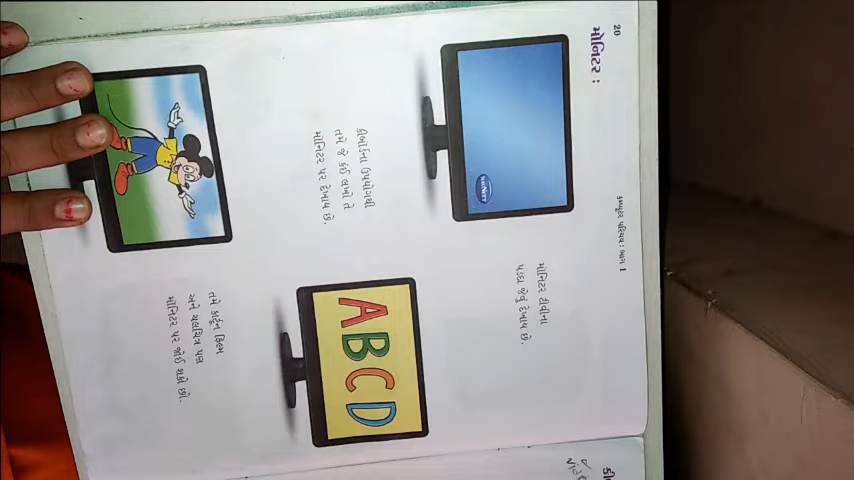 20
કમ્પ્યૂટર પરિચય : ભાગ 1
મોનિટર :
NAVNEET
મોનિટર ટીવીના
પડદા જેવું દેખાય છે.
કીબોર્ડના ઉપયોગથી
તમે જે કંઈ લખો તે
મોનિટર પર દેખાય છે.
ABCD
તમે કાર્ટૂન ફિલ્મ
અને ચલચિત્ર પણ
મોનિટર પર જોઈ શકો છો.